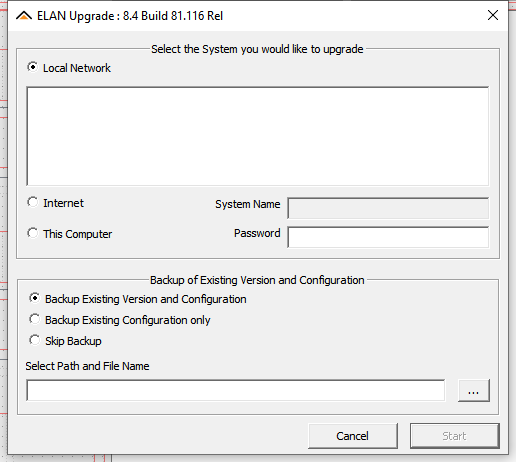 ELAN Upgrade : 8.4 Build 81.116 Rel
Select the System you would like to upgrade
Local Network
Internet
System Name
This Computer
Password
Backup of Existing Version and Configuration
Backup Existing Version and Configuration
Backup Existing Configuration only
Skip Backup
Select Path and File Name
...
Cancel
Start